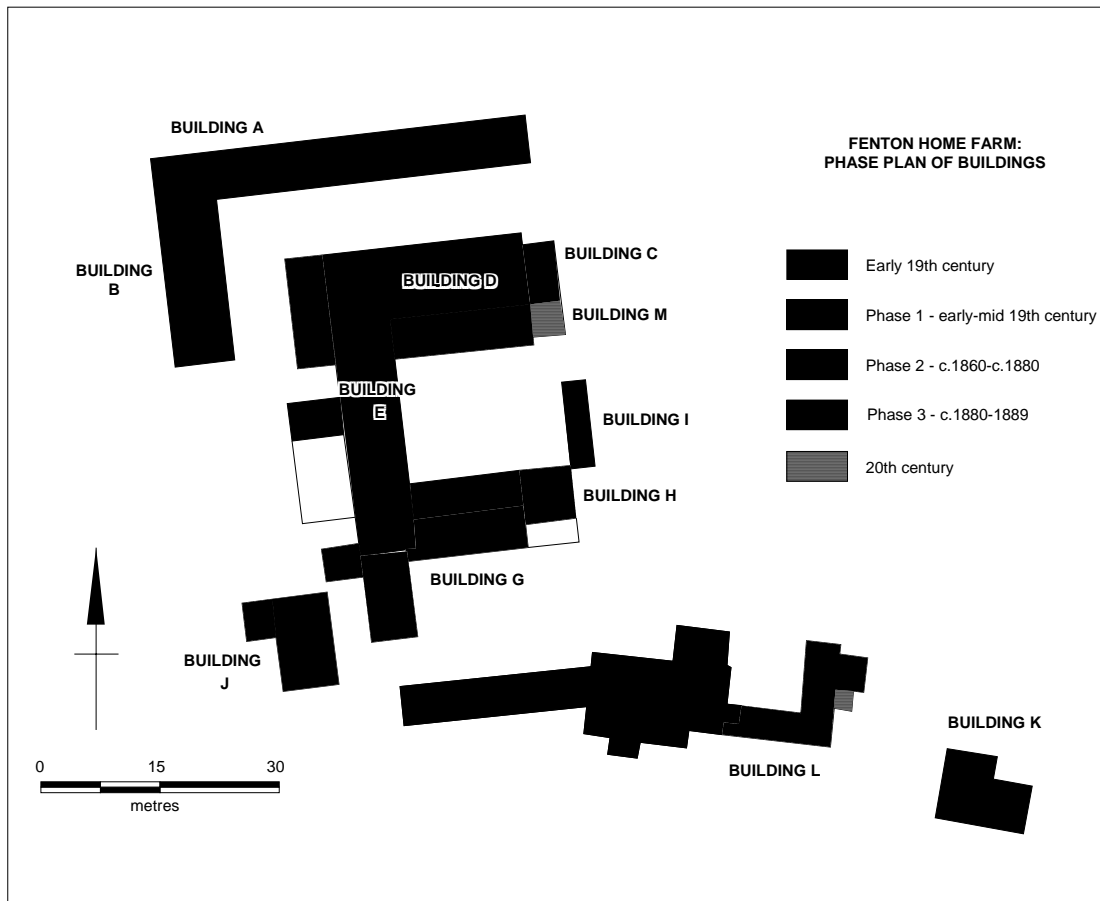 BUILDING A
FENTON HOME FARM:
PHASE PLAN OF BUILDINGS
BUILDING
B
BUILDING C
BUILDING D
BUILDING M
Early 19th century
Phase 1 - early-mid 19th century
Phase 2 - c.1860-c.1880
Phase 3 - c.1880-1889
20th century
BUILDING
E
BUILDING I
BUILDING H
BUILDING G
BUILDING
J
BUILDING K
BUILDING L
0 15 30
metres